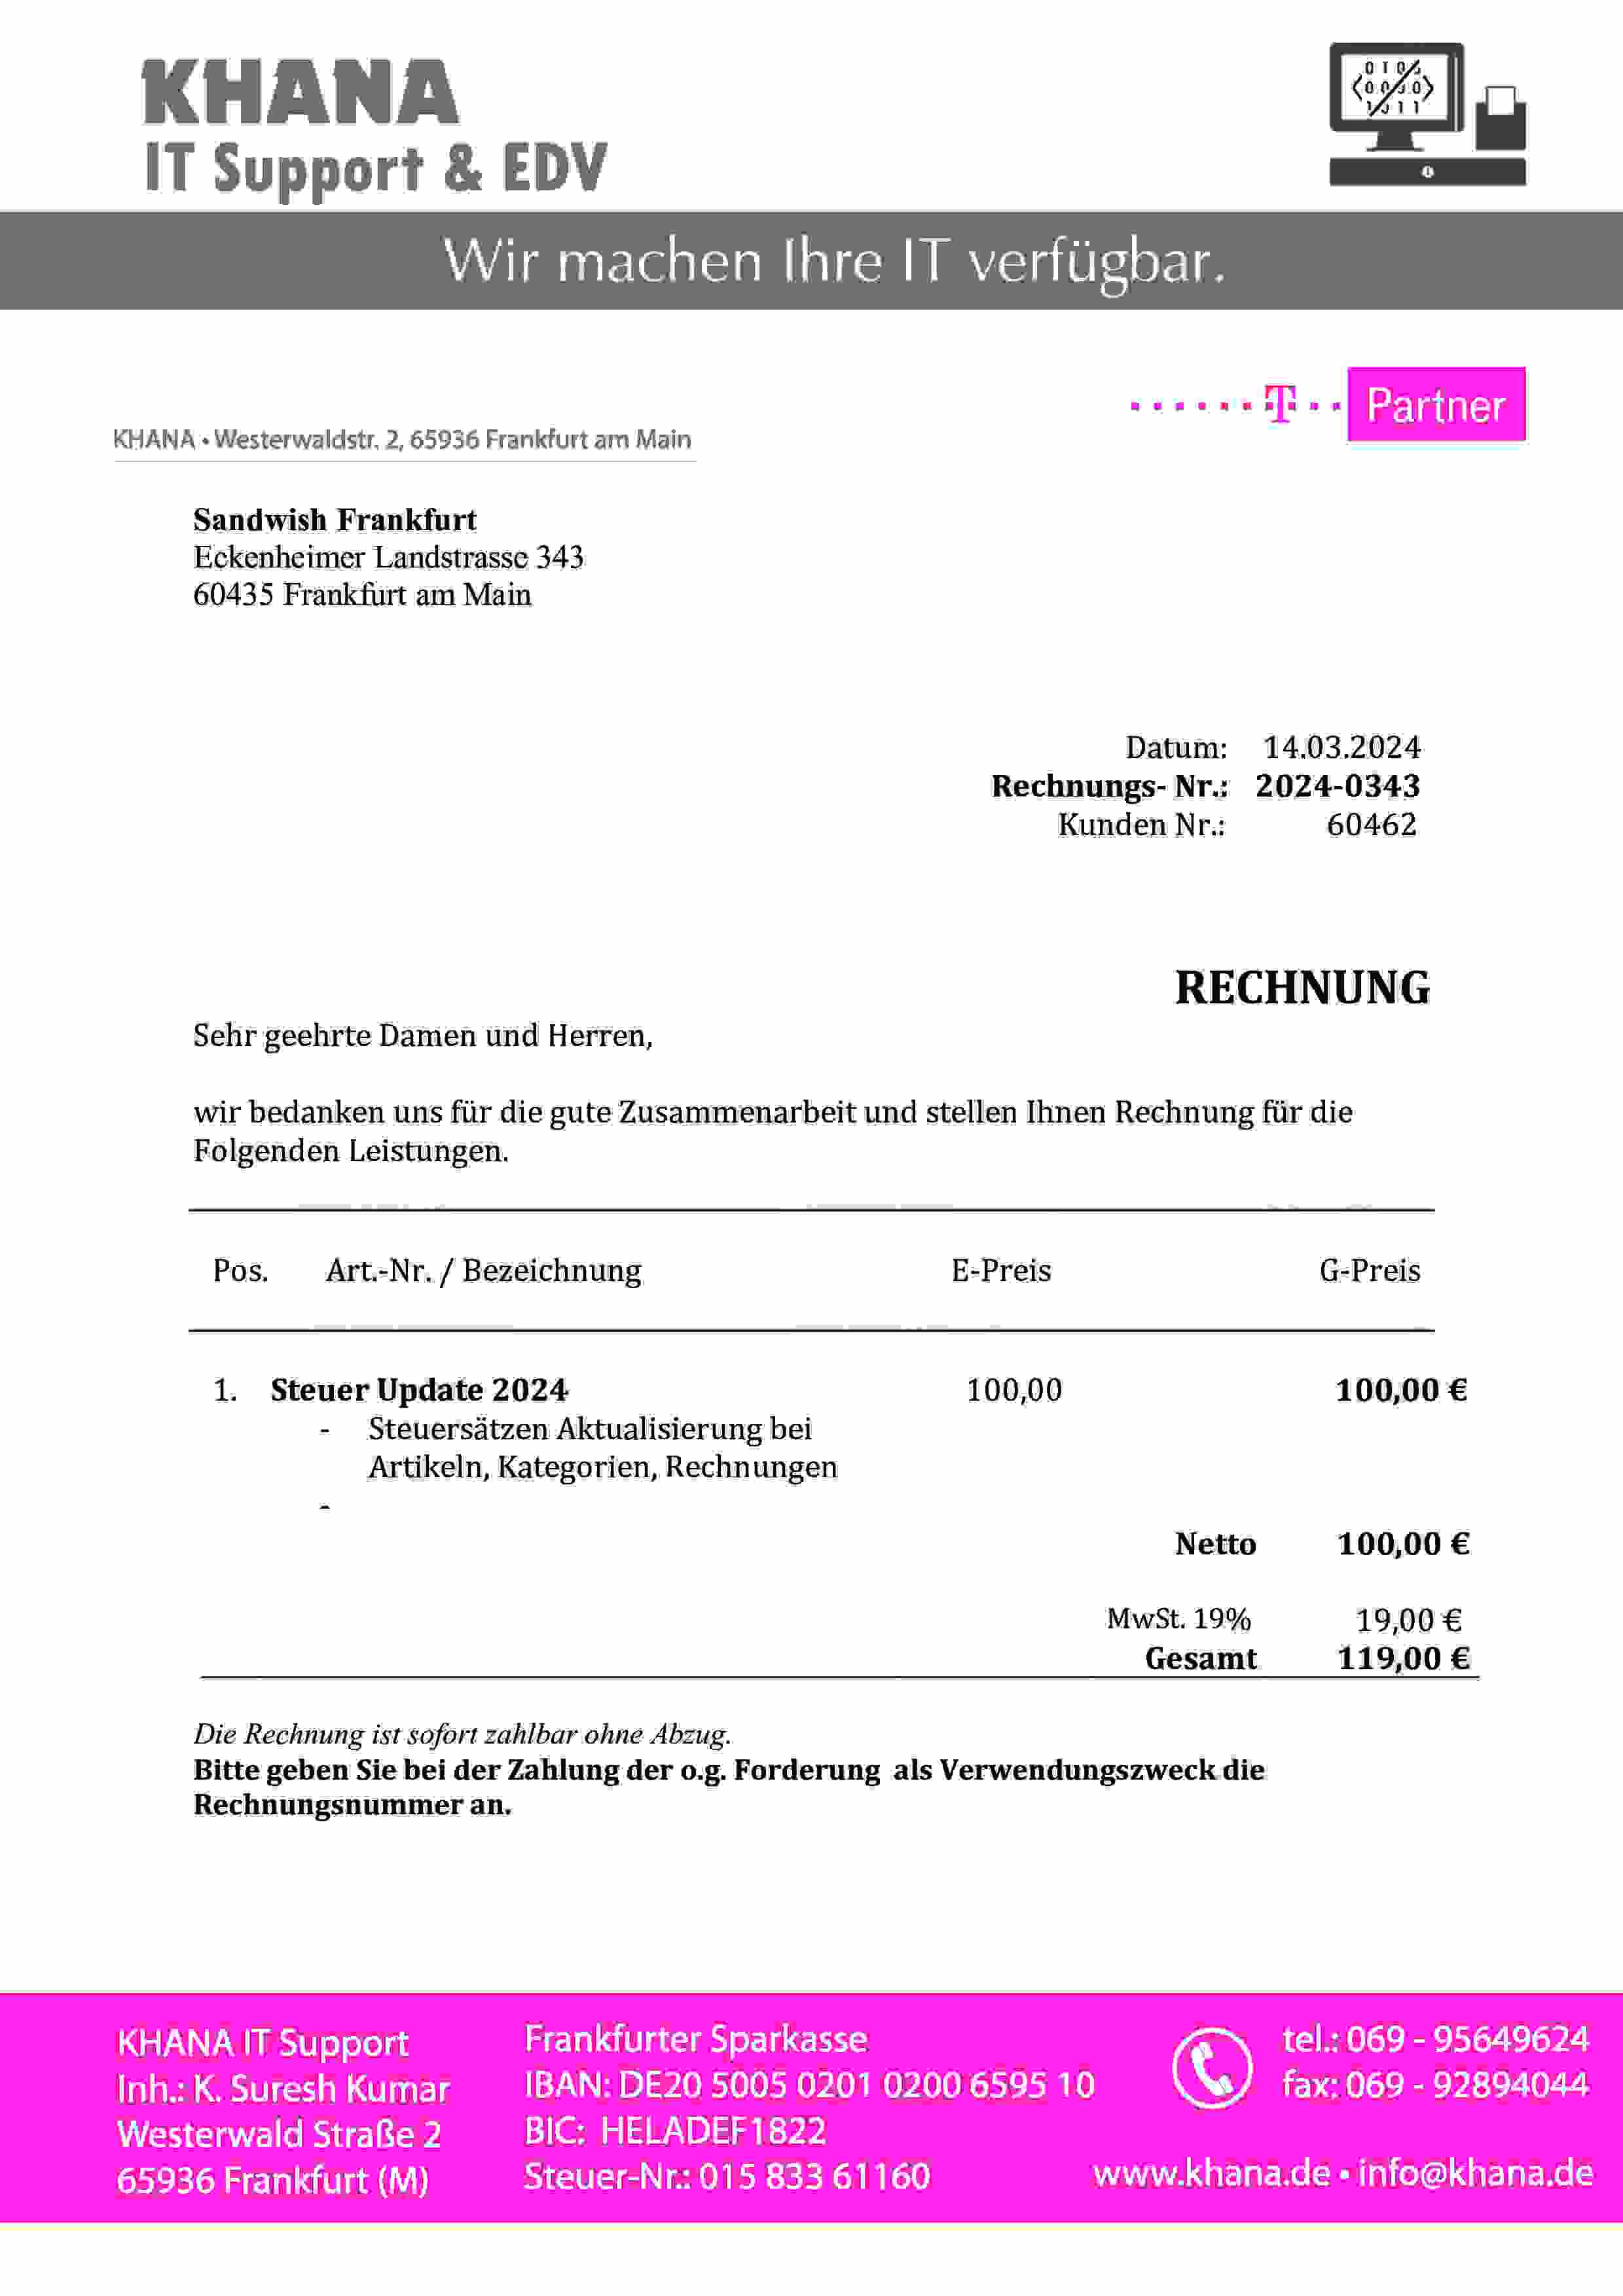 KHANA
IT Support & EDV
Wir machen Ihre IT verfügbar.
T Partner
KHANA • Westerwaldstr. 2, 65936 Frankfurt am Main
Sandwish Frankfurt
Eckenheimer Landstrasse 343
60435 Frankfurt am Main
Datum: 14.03.2024
Rechnungs- Nr.: 2024-0343
Kunden Nr.: 60462
RECHNUNG
Sehr geehrte Damen und Herren,
wir bedanken uns für die gute Zusammenarbeit und stellen Ihnen Rechnung für die
Folgenden Leistungen.
Pos. Art.-Nr. / Bezeichnung E-Preis G-Preis
1. Steuer Update 2024 100,00 100,00 €
- Steuersätzen Aktualisierung bei
Artikeln, Kategorien, Rechnungen
-
Netto 100,00 €
MwSt. 19% 19,00 €
Gesamt 119,00 €
Die Rechnung ist sofort zahlbar ohne Abzug.
Bitte geben Sie bei der Zahlung der o.g. Forderung als Verwendungszweck die
Rechnungsnummer an.
KHANA IT Support
Inh.: K. Suresh Kumar
Westerwald Straße 2
65936 Frankfurt (M)
Frankfurter Sparkasse
IBAN: DE20 5005 0201 0200 6595 10
BIC: HELADEF1822
Steuer-Nr.: 015 833 61160
tel.: 069 - 95649624
fax: 069 - 92894044
www.khana.de • info@khana.de